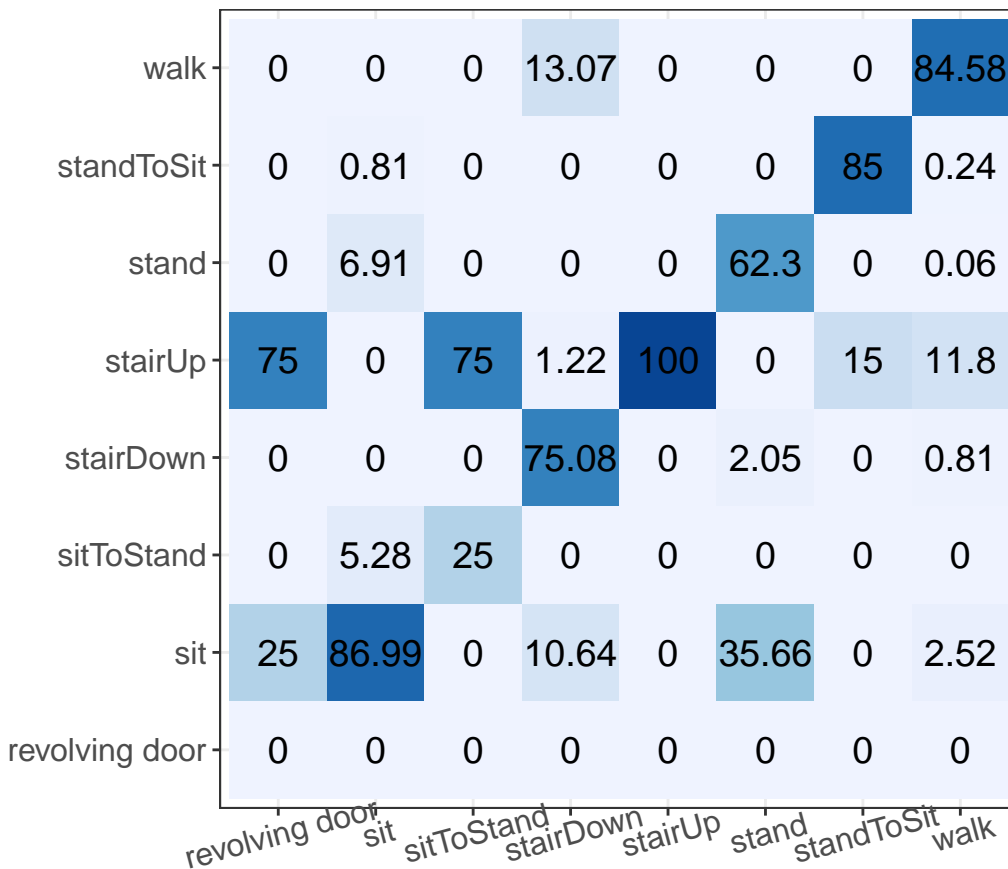 walk 0 0 0 13.07 0 0 0 84.58
standToSit 0 0.81 0 0 0 0 85 0.24
stand 0 6.91 0 0 0 62.3 0 0.06
stairUp 75 0 75 1.22 100 0 15 11.8
stairDown 0 0 0 75.08 0 2.05 0 0.81
sitToStand 0 5.28 25 0 0 0 0 0
sit 25 86.99 0 10.64 0 35.66 0 2.52
revolving door 0 0 0 0 0 0 0 0
revolving door sit sitToStand stairDown stairUp stand standToSit walk